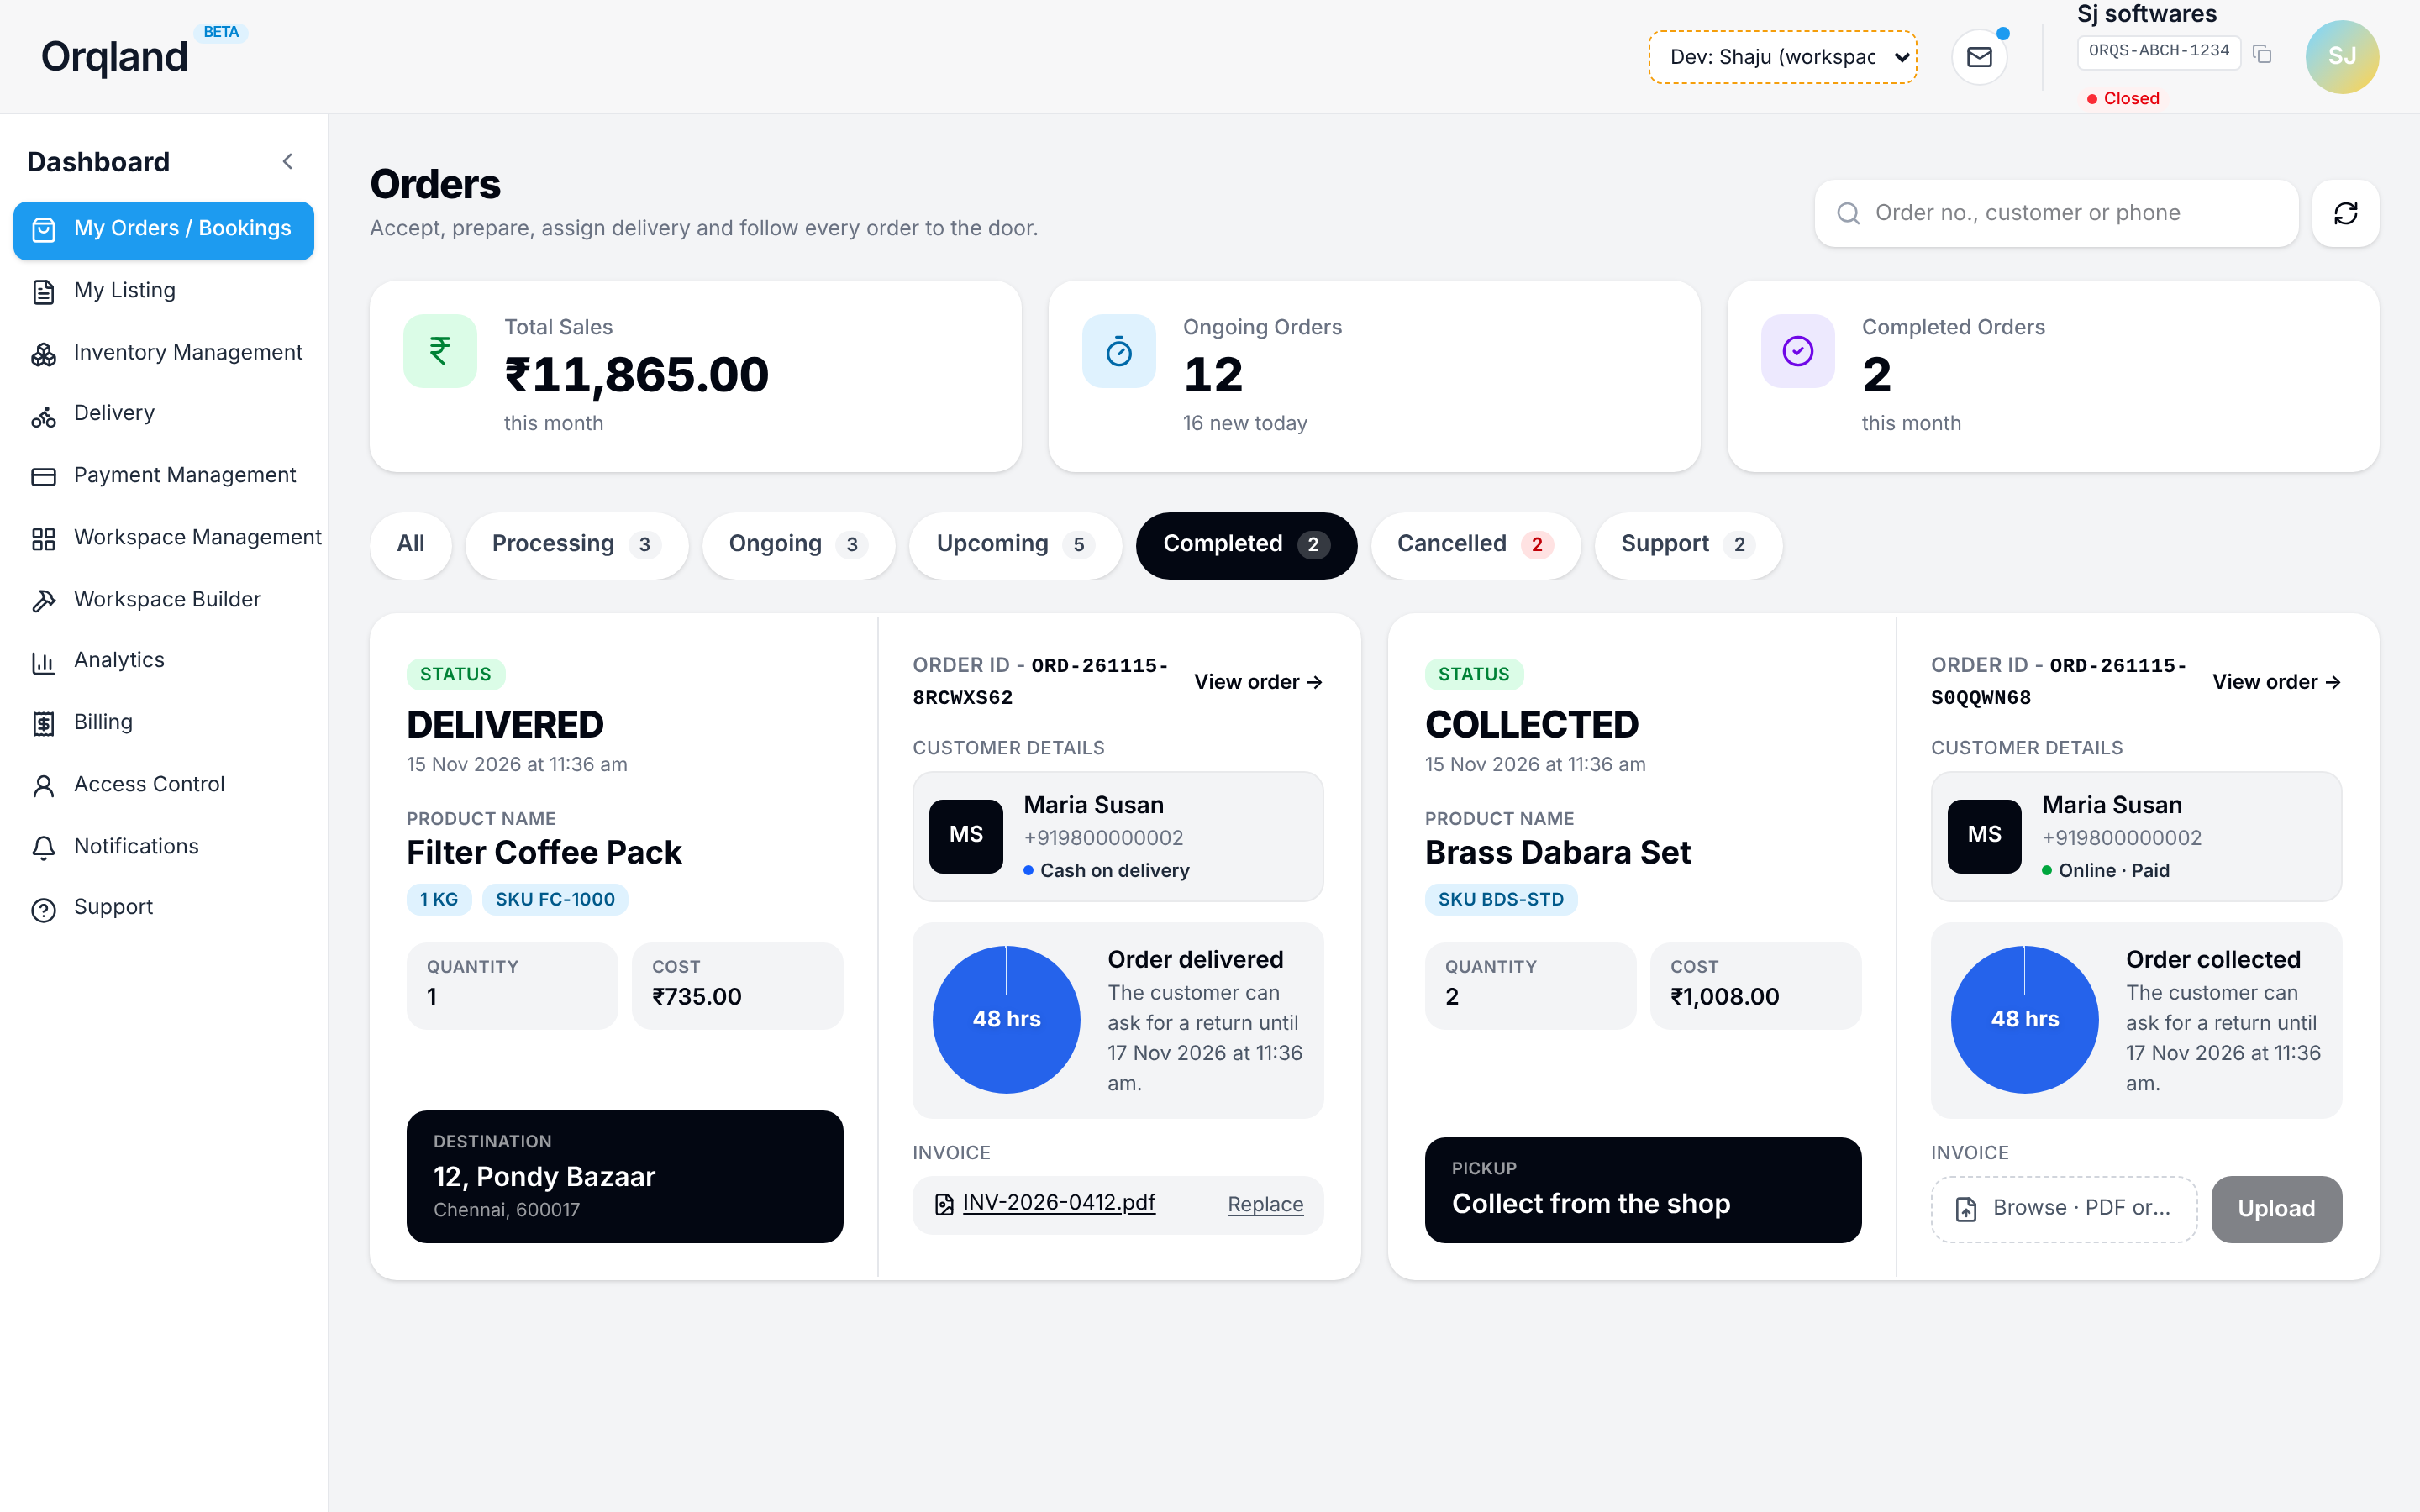 Orqland BETA
Dev: Shaju (workspac
Sj softwares
ORQS-ABCH-1234
Closed
SJ
Dashboard
My Orders / Bookings
My Listing
Inventory Management
Delivery
Payment Management
Workspace Management
Workspace Builder
Analytics
Billing
Access Control
Notifications
Support
Orders
Accept, prepare, assign delivery and follow every order to the door.
Order no., customer or phone
Total Sales
₹11,865.00
this month
Ongoing Orders
12
16 new today
Completed Orders
2
this month
All
Processing 3
Ongoing 3
Upcoming 5
Completed 2
Cancelled 2
Support 2
STATUS
DELIVERED
15 Nov 2026 at 11:36 am
PRODUCT NAME
Filter Coffee Pack
1 KG SKU FC-1000
QUANTITY
1
COST
₹735.00
DESTINATION
12, Pondy Bazaar
Chennai, 600017
ORDER ID - ORD-261115-
8RCWXS62
View order →
CUSTOMER DETAILS
MS
Maria Susan
+919800000002
Cash on delivery
48 hrs
Order delivered
The customer can
ask for a return until
17 Nov 2026 at 11:36
am.
INVOICE
INV-2026-0412.pdf
Replace
STATUS
COLLECTED
15 Nov 2026 at 11:36 am
PRODUCT NAME
Brass Dabara Set
SKU BDS-STD
QUANTITY
2
COST
₹1,008.00
PICKUP
Collect from the shop
ORDER ID - ORD-261115-
S0QQWN68
View order →
CUSTOMER DETAILS
MS
Maria Susan
+919800000002
Online · Paid
48 hrs
Order collected
The customer can
ask for a return until
17 Nov 2026 at 11:36
am.
INVOICE
Browse · PDF or...
Upload